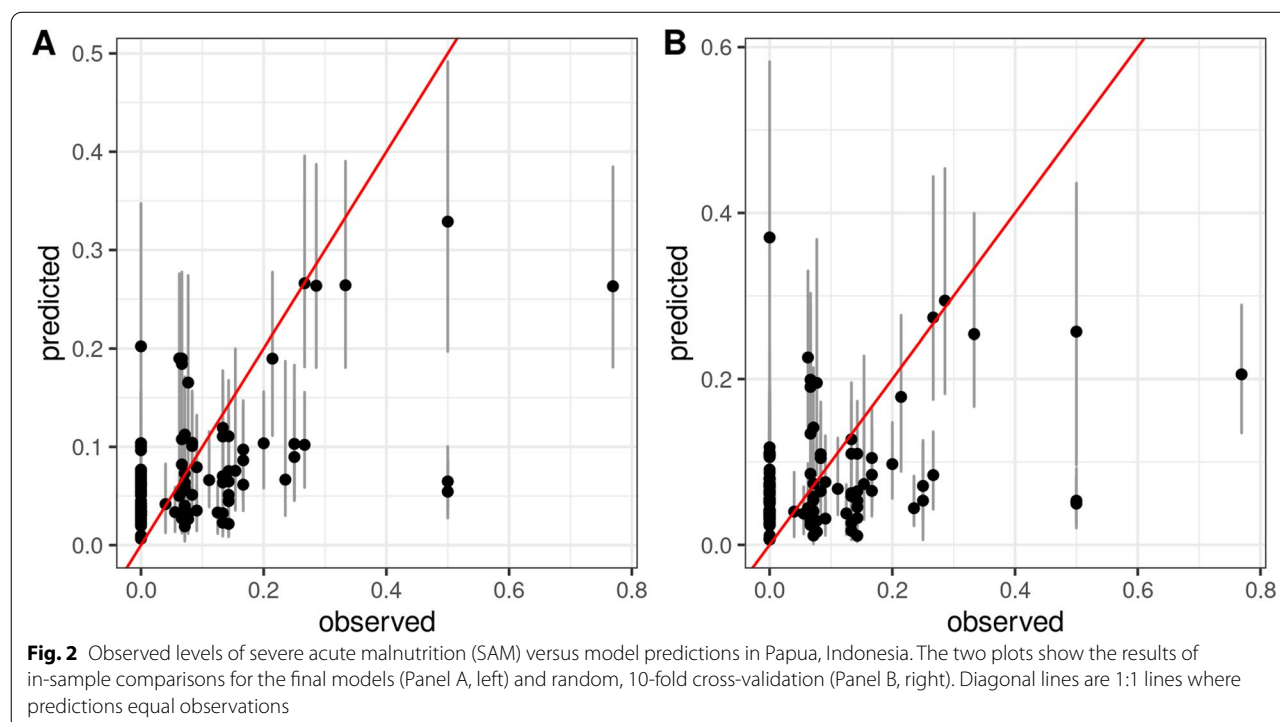 A
B
0.5
0.4
0.3
0.2
0.1
0.0
predicted
0.0 0.2 0.4 0.6 0.8
observed
0.6
0.4
0.2
0.0
predicted
0.0 0.2 0.4 0.6 0.8
observed
Fig. 2 Observed levels of severe acute malnutrition (SAM) versus model predictions in Papua, Indonesia. The two plots show the results of
in-sample comparisons for the final models (Panel A, left) and random, 10-fold cross-validation (Panel B, right). Diagonal lines are 1:1 lines where
predictions equal observations